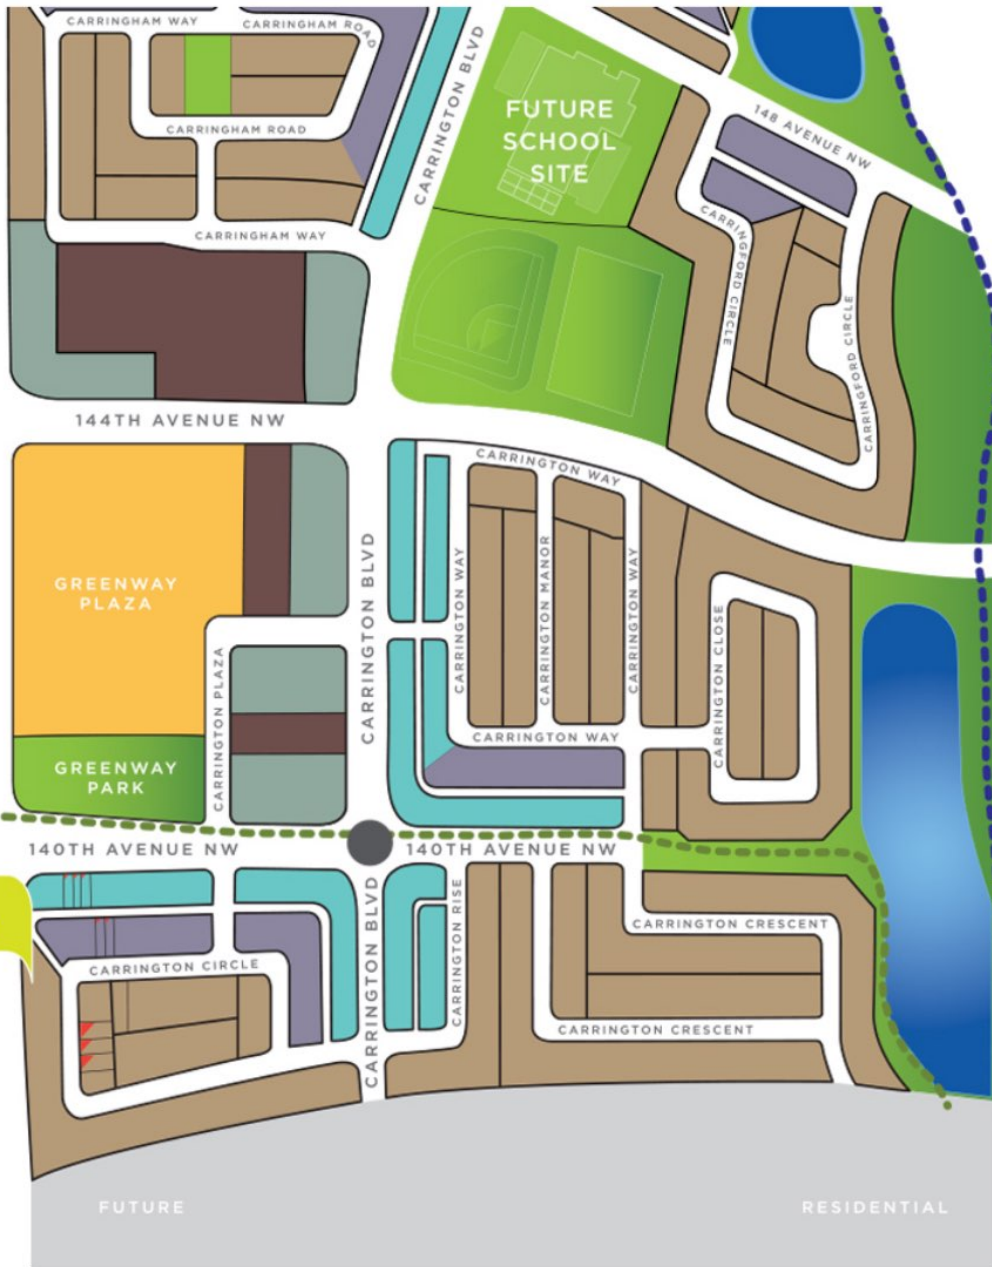 CARRINGHAM WAY
CARRINGHAM ROAD
CARRINGTON BLVD
FUTURE
SCHOOL
SITE
148 AVENUE NW
CARRINGHAM ROAD
CARRINGHAM WAY
CARRINGFORD CIRCLE
CARRINGFORD CIRCLE
144TH AVENUE NW
CARRINGTON WAY
GREENWAY
PLAZA
CARRINGTON BLVD
CARRINGTON WAY
CARRINGTON MANOR
CARRINGTON WAY
CARRINGTON CLOSE
CARRINGTON PLAZA
CARRINGTON WAY
GREENWAY
PARK
140TH AVENUE NW
140TH AVENUE NW
CARRINGTON BLVD
CARRINGTON RISE
CARRINGTON CRESCENT
CARRINGTON CIRCLE
CARRINGTON CRESCENT
FUTURE
RESIDENTIAL